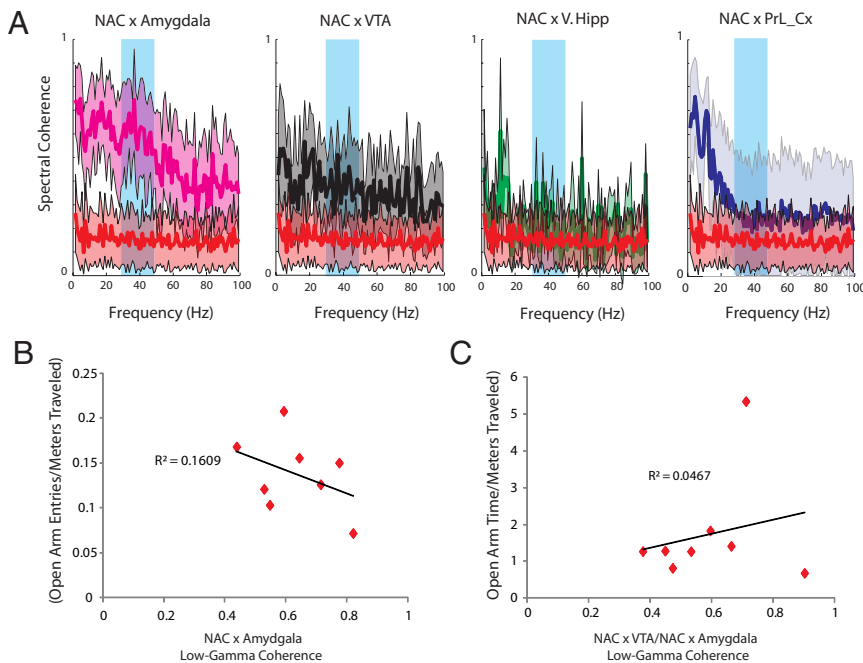 A
NAC x Amygdala
NAC x VTA
NAC x V. Hipp
NAC x PrL_Cx
Spectral Coherence
1
0
0 20 40 60 80 100
Frequency (Hz)
1
0
0 20 40 60 80 100
Frequency (Hz)
1
0
0 20 40 60 80 100
Frequency (Hz)
1
0
0 20 40 60 80 100
Frequency (Hz)
B
(Open Arm Entries/Meters Traveled)
0.25
0.2
0.15
0.1
0.05
0
R² = 0.1609
0 0.2 0.4 0.6 0.8 1
NAC x Amydgala
Low-Gamma Coherence
C
Open Arm Time/Meters Traveled)
6
5
4
3
2
1
0
R² = 0.0467
0 0.2 0.4 0.6 0.8 1
NAC x VTA/NAC x Amygdala
Low-Gamma Coherence